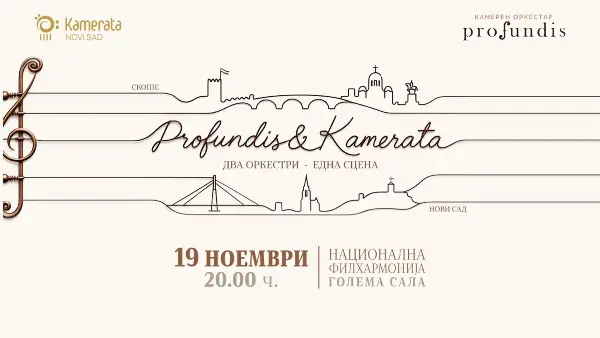 Kamerata
NOVI SAD
КАМЕРЕН ОРКЕСТАР
profundis
СКОПЈЕ
Profundis & Kamerata
ДВА ОРКЕСТРИ - ЕДНА СЦЕНА
НОВИ САД
19 НОЕМВРИ
20.00 ч.
НАЦИОНАЛНА
ФИЛХАРМОНИЈА
ГОЛЕМА САЛА